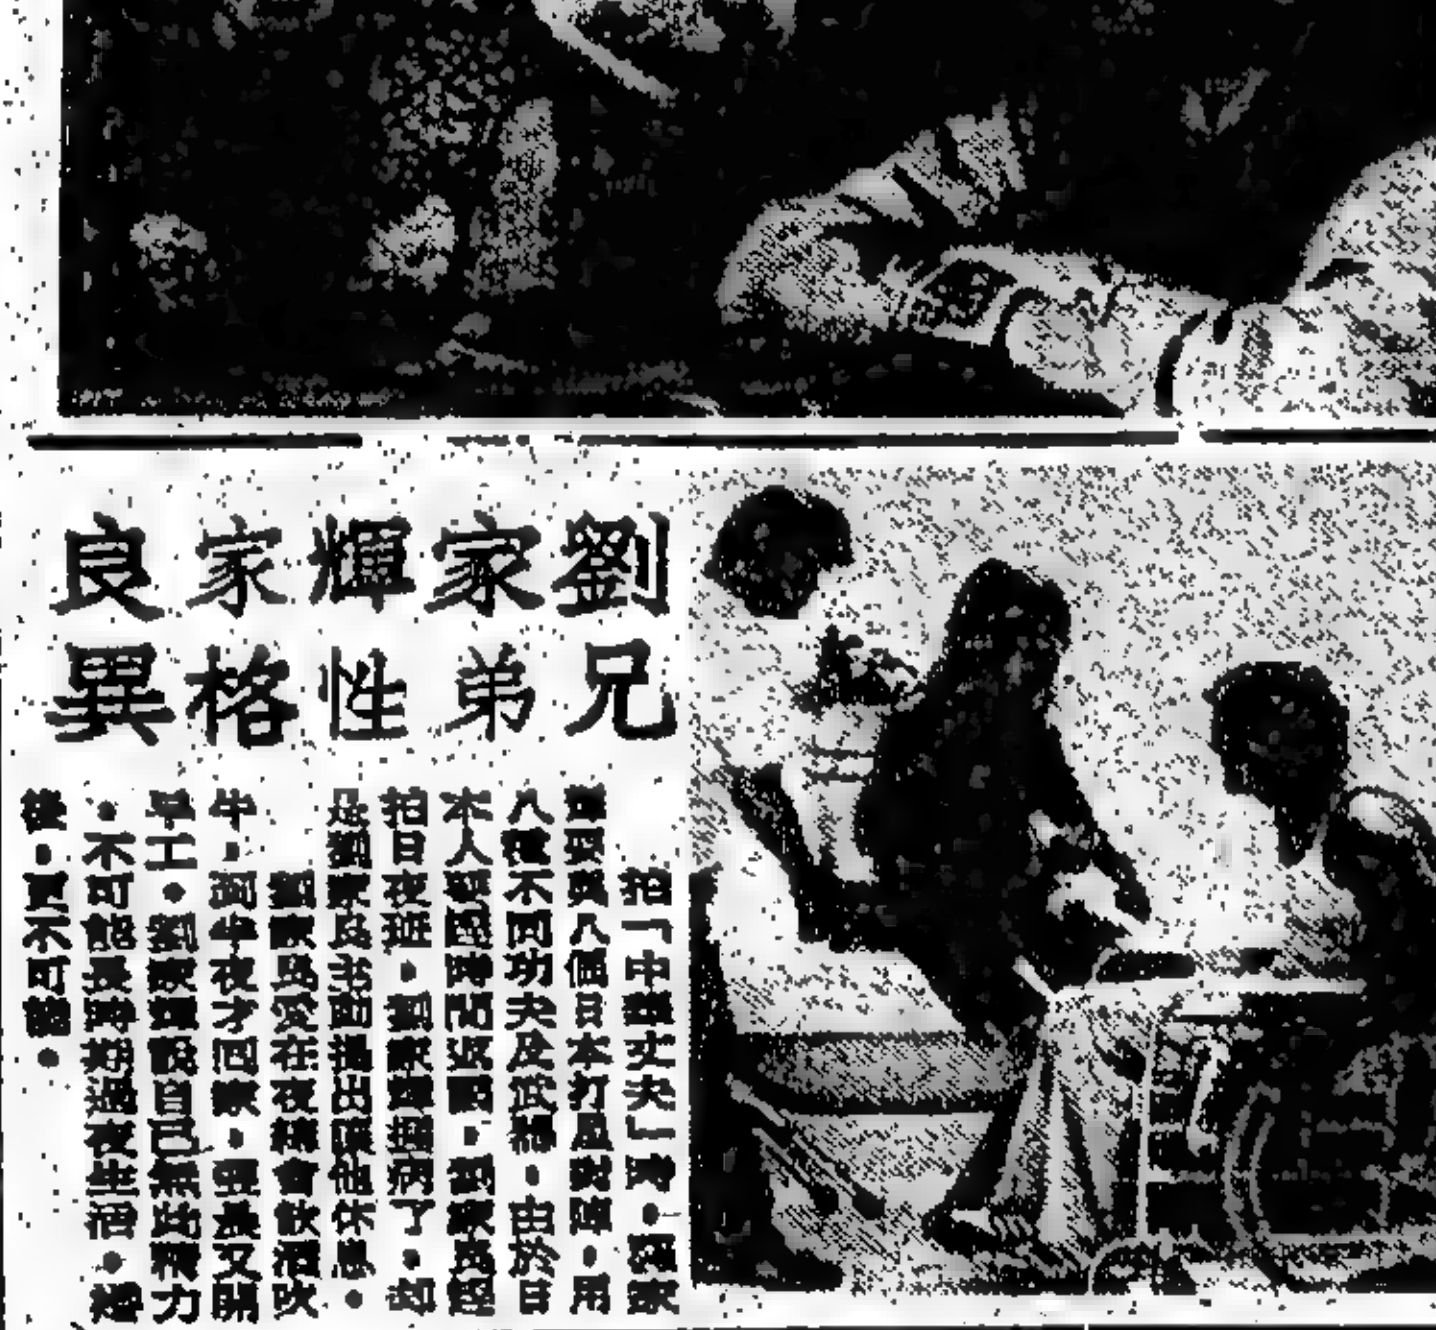 劉家輝家良
兄弟性格異
拍「中華丈夫」時・劉家
輝要與八個日本打星對陣・用
八種不同功夫及武器・由於日
本人要趕時間返國・劉家良經
拍日夜班・劉家輝攪病了・却
是劉家良出面提出讓他休息・
劉家良愛在夜總會飲酒吹
牛・到半夜才回家・翌晨又開
早工・劉家輝說自己無此精力
・不可能長時期過夜生活・婚
後・更不可能・